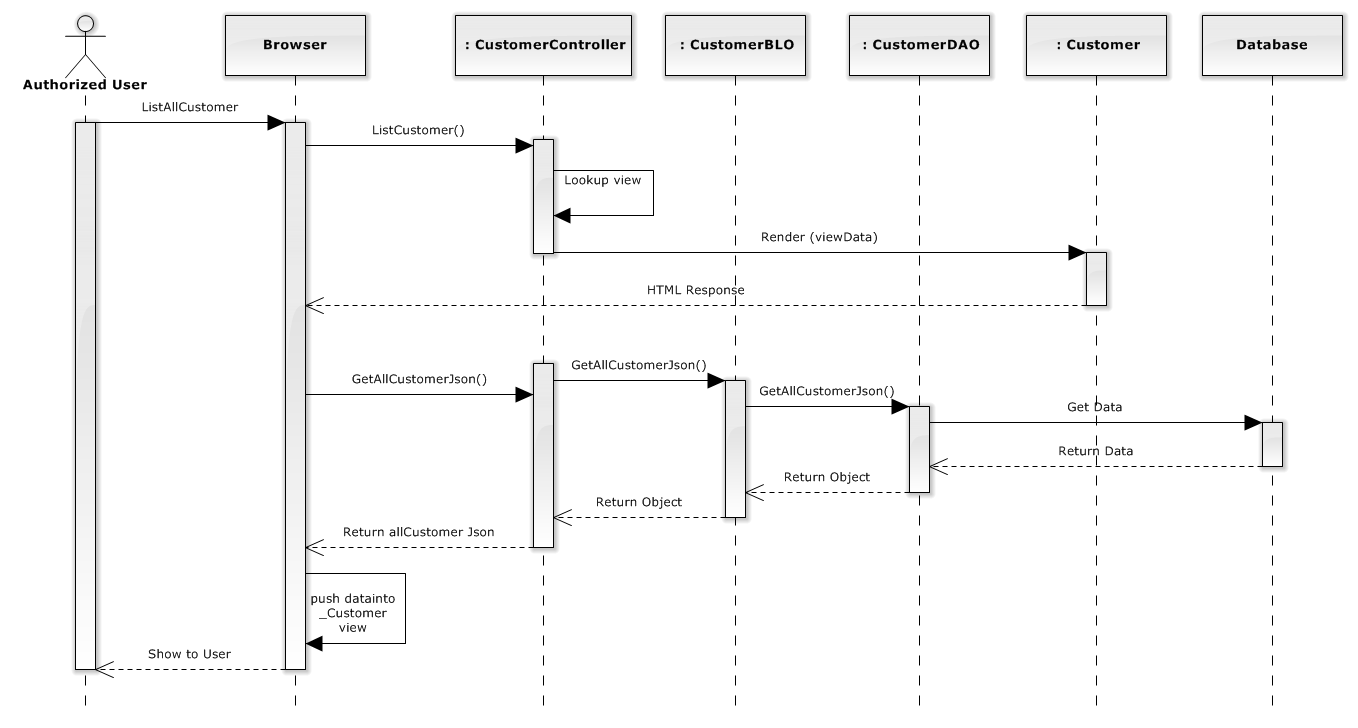 Authorized User
Browser
: CustomerController
: CustomerBLO
: CustomerDAO
: Customer
Database
ListAllCustomer
ListCustomer()
Lookup view
Render (viewData)
HTML Response
GetAllCustomerJson()
GetAllCustomerJson()
GetAllCustomerJson()
Get Data
Return Data
Return Object
Return Object
Return allCustomer Json
push datainto
_Customer
view
Show to User